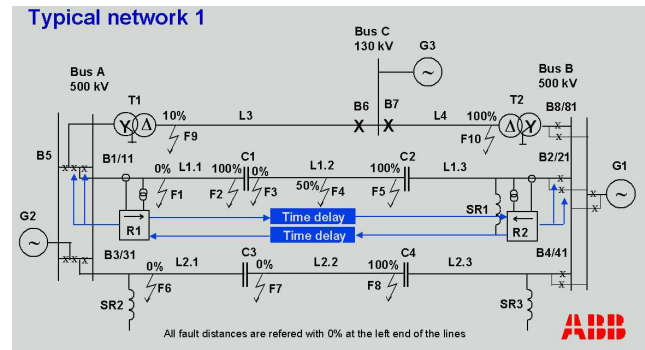 Typical network 1
Bus C
130 kV
G3
Bus A
500 kV
Bus B
500 kV
T1
10%
L3
B6
B7
L4
100%
T2
B8/81
Y
Δ
F9
X
X
F10
Δ
Y
B5
B1/11
0%
L1.1
100%
C1
0%
L1.2
C2
L1.3
B2/21
F1
F2
F3
50%
F4
100%
F5
G1
G2
R1
Time delay
Time delay
SR1
R2
B3/31
0%
L2.1
C3
0%
L2.2
100%
C4
L2.3
B4/41
SR2
F6
F7
F8
SR3
All fault distances are refered with 0% at the left end of the lines
ABB